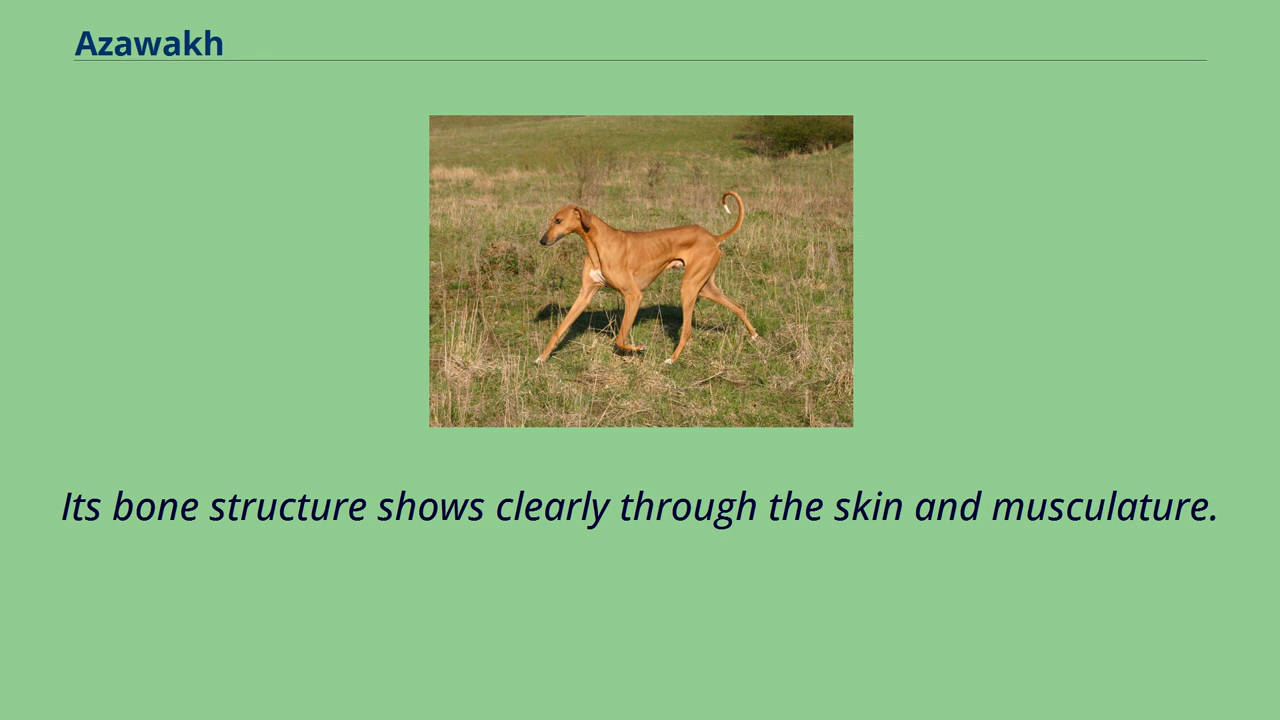 Azawakh
Its bone structure shows clearly through the skin and musculature.